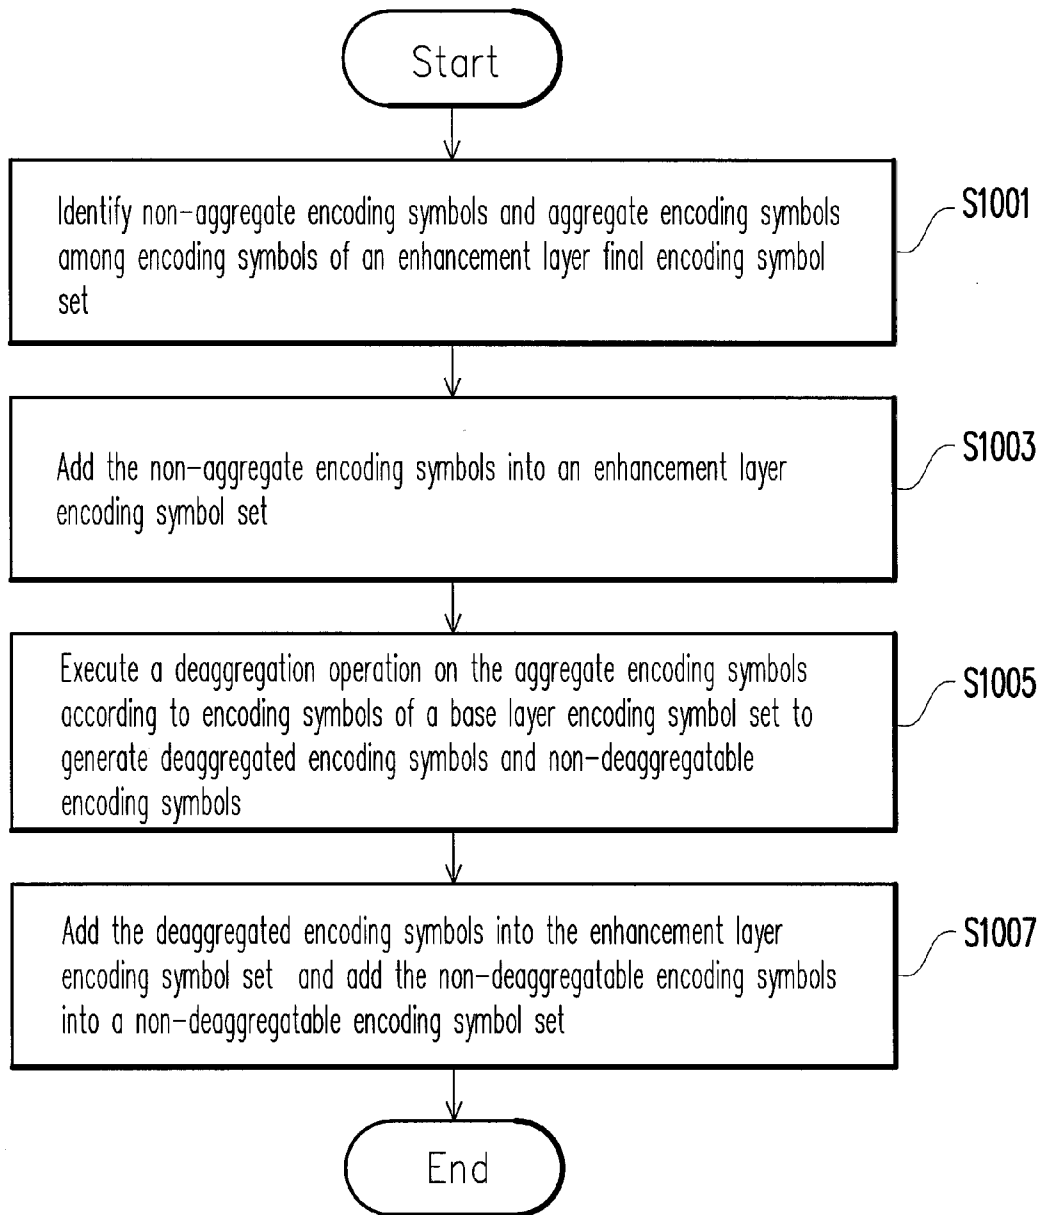 Start
Identify non-aggregate encoding symbols and aggregate encoding symbols
among encoding symbols of an enhancement layer final encoding symbol
set
S1001
Add the non-aggregate encoding symbols into an enhancement layer
encoding symbol set
S1003
Execute a deaggregation operation on the aggregate encoding symbols
according to encoding symbols of a base layer encoding symbol set to
generate deaggregated encoding symbols and non-deaggregatable
encoding symbols
S1005
Add the deaggregated encoding symbols into the enhancement layer
encoding symbol set and add the non-deaggregatable encoding symbols
into a non-deaggregatable encoding symbol set
S1007
End